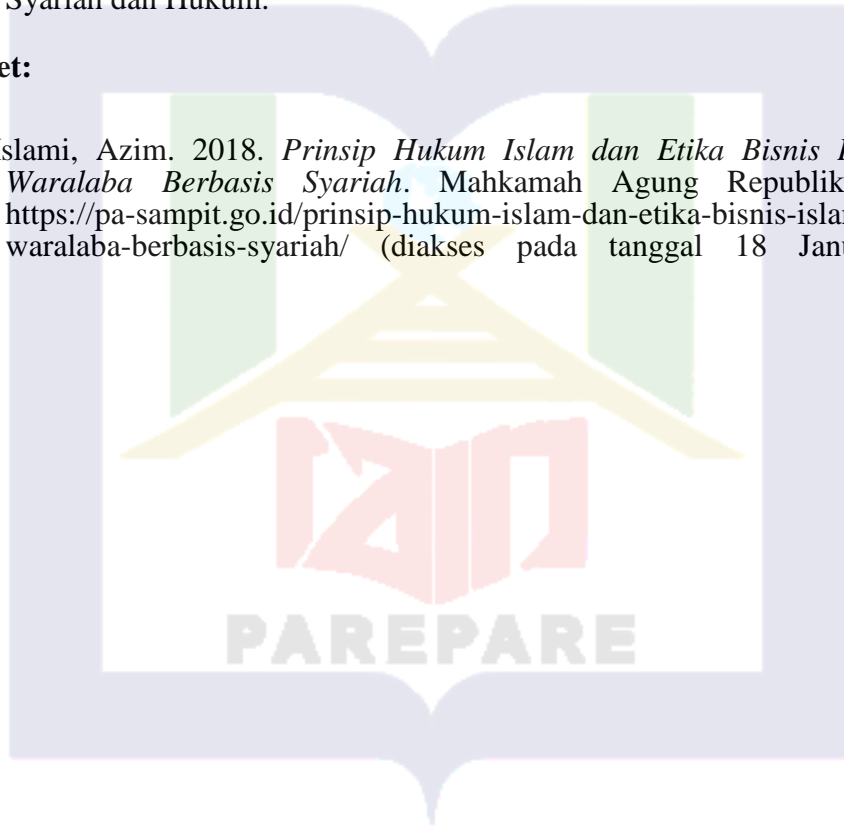 Syariah dan Hukum.
et:
Islami, Azim. 2018. Prinsip Hukum Islam dan Etika Bisnis
Waralaba Berbasis Syariah. Mahkamah Agung Republik
https://pa-sampit.go.id/prinsip-hukum-islam-dan-etika-bisnis-islam
waralaba-berbasis-syariah/ (diakses pada tanggal 18 Janu
iain
PAREPARE